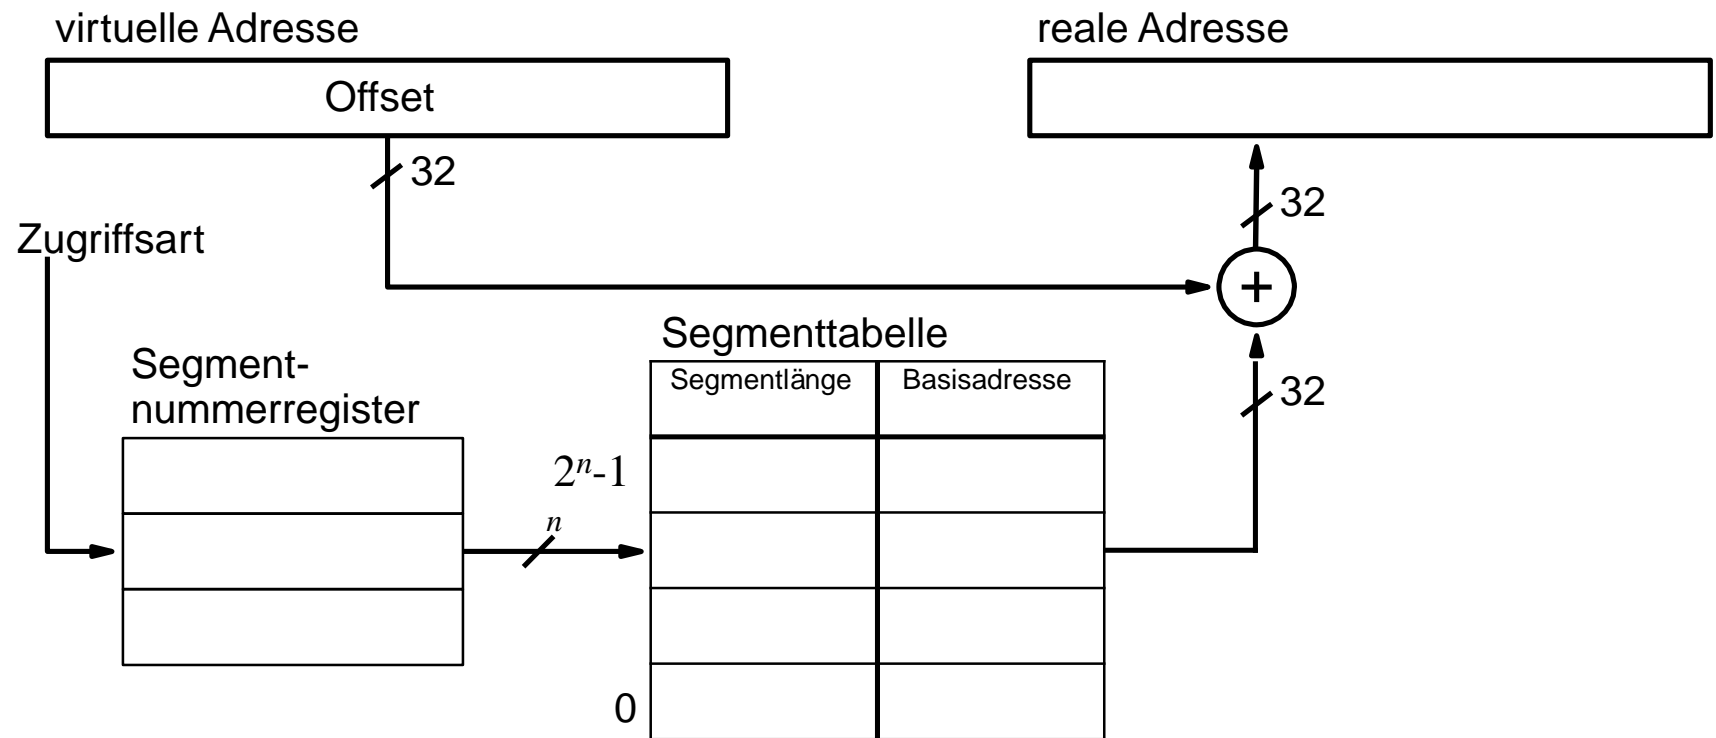 virtuelle Adresse
reale Adresse
Offset
32
32
Zugriffsart
+
Segmenttabelle
Segment-
nummerregister
Segmentlänge
Basisadresse
32
2ⁿ-1
n
0